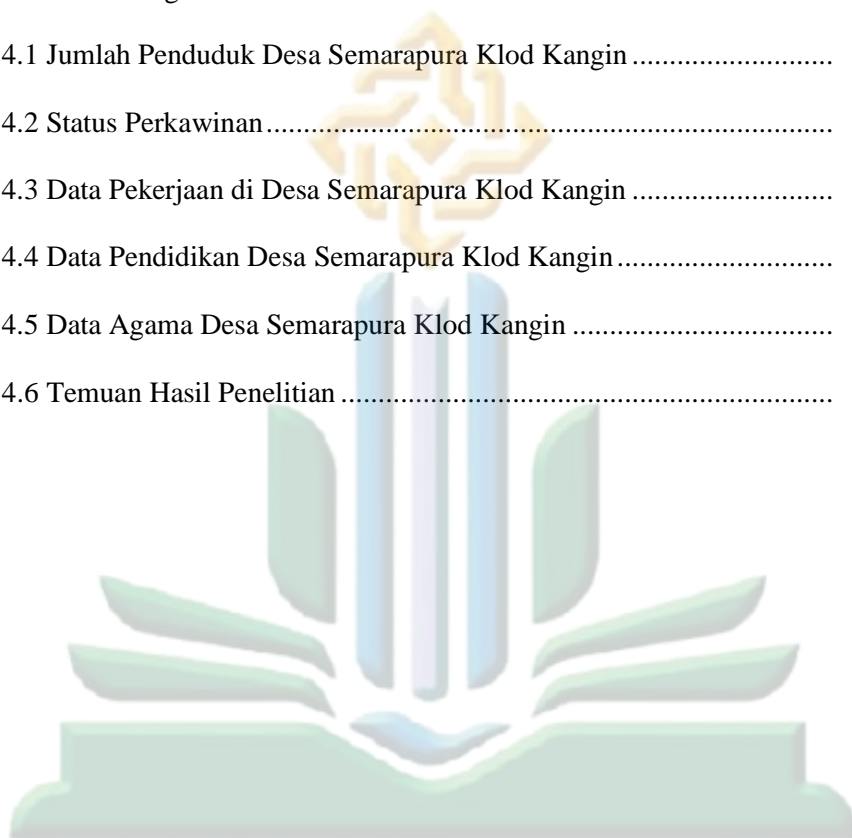 4.1 Jumlah Penduduk Desa Semarapura Klod Kangin ...........................
4.2 Status Perkawinan............................................................................
4.3 Data Pekerjaan di Desa Semarapura Klod Kangin ...........................
4.4 Data Pendidikan Desa Semarapura Klod Kangin .............................
4.5 Data Agama Desa Semarapura Klod Kangin ...................................
4.6 Temuan Hasil Penelitian ..................................................................